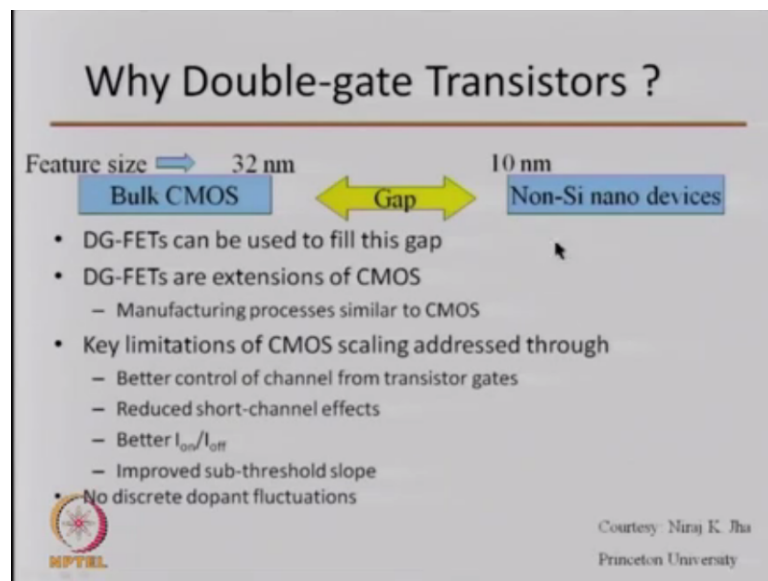 Why Double-gate Transistors ?
Feature size 32 nm 10 nm
Bulk CMOS Gap Non-Si nano devices
• DG-FETs can be used to fill this gap
• DG-FETs are extensions of CMOS
– Manufacturing processes similar to CMOS
• Key limitations of CMOS scaling addressed through
– Better control of channel from transistor gates
– Reduced short-channel effects
– Better Ion/Ioff
– Improved sub-threshold slope
• No discrete dopant fluctuations
NPTEL
Courtesy: Niraj K. Jha
Princeton University